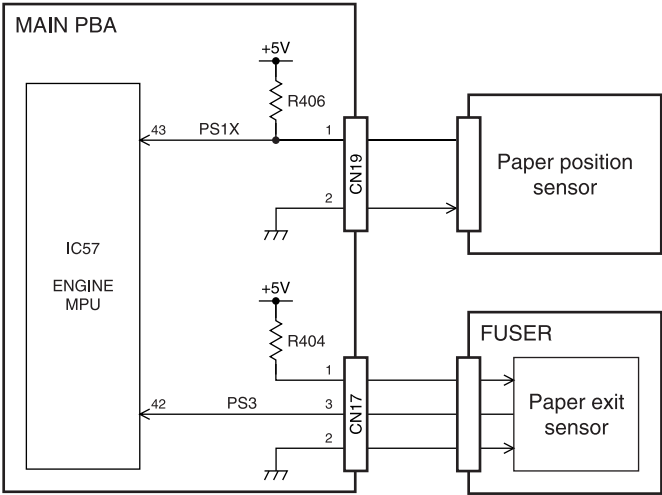 MAIN PBA
+5V
R406
43 PS1X 1
CN19
Paper position
sensor
2
IC57
ENGINE
MPU
+5V
R404
FUSER
1
42 PS3 3
CN17
Paper exit
sensor
2